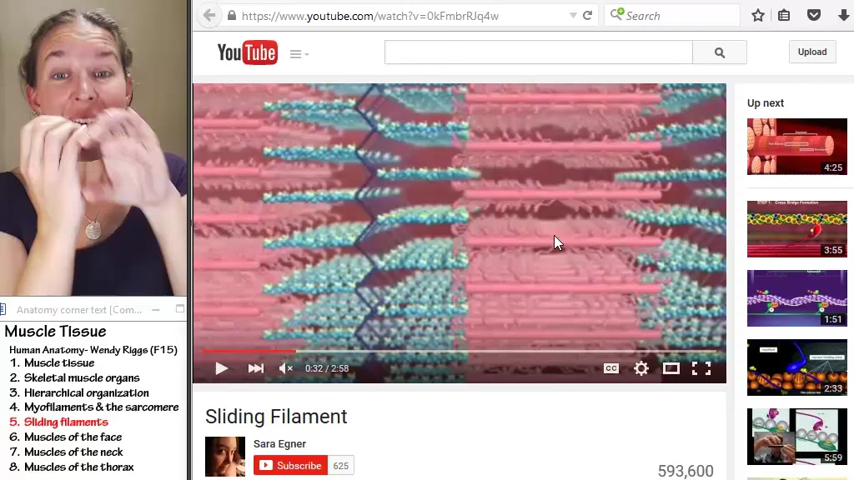 https://www.youtube.com/watch?v=0kFmbrRJq4w
Search
YouTube
Upload
Up next
4:25
3:55
1:51
2:33
5:59
0:32 / 2:58
CC
Sliding Filament
Sara Egner
Subscribe 625
593,600
Anatomy corner text [Com...
Muscle Tissue
Human Anatomy- Wendy Riggs (F15)
1. Muscle tissue
2. Skeletal muscle organs
3. Hierarchical organization
4. Myofilaments & the sarcomere
5. Sliding filaments
6. Muscles of the face
7. Muscles of the neck
8. Muscles of the thorax